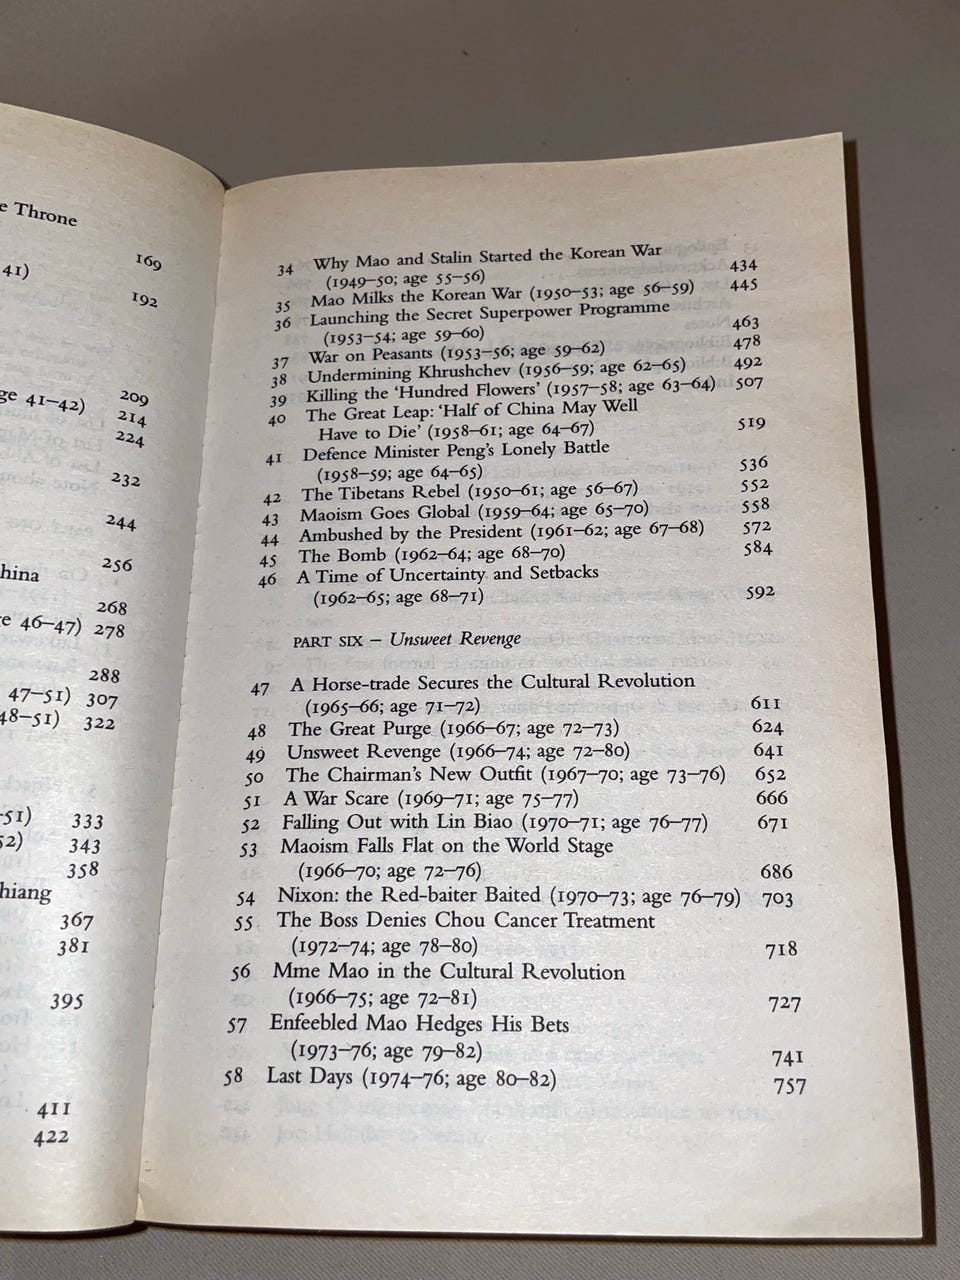 e Throne
169
41)
192
209
ge 41–42) 214
224
232
244
256
hina
268
e 46–47) 278
288
47–51) 307
48–51) 322
–51) 333
52) 343
358
hiang
367
381
395
411
422
34 Why Mao and Stalin Started the Korean War
(1949–50; age 55–56) 434
35 Mao Milks the Korean War (1950–53; age 56–59) 445
36 Launching the Secret Superpower Programme
(1953–54; age 59–60) 463
37 War on Peasants (1953–56; age 59–62) 478
38 Undermining Khrushchev (1956–59; age 62–65) 492
39 Killing the ‘Hundred Flowers’ (1957–58; age 63–64) 507
40 The Great Leap: ‘Half of China May Well
Have to Die’ (1958–61; age 64–67) 519
41 Defence Minister Peng’s Lonely Battle
(1958–59; age 64–65) 536
42 The Tibetans Rebel (1950–61; age 56–67) 552
43 Maoism Goes Global (1959–64; age 65–70) 558
44 Ambushed by the President (1961–62; age 67–68) 572
45 The Bomb (1962–64; age 68–70) 584
46 A Time of Uncertainty and Setbacks
(1962–65; age 68–71) 592
PART SIX – Unsweet Revenge
47 A Horse-trade Secures the Cultural Revolution
(1965–66; age 71–72) 611
48 The Great Purge (1966–67; age 72–73) 624
49 Unsweet Revenge (1966–74; age 72–80) 641
50 The Chairman’s New Outfit (1967–70; age 73–76) 652
51 A War Scare (1969–71; age 75–77) 666
52 Falling Out with Lin Biao (1970–71; age 76–77) 671
53 Maoism Falls Flat on the World Stage
(1966–70; age 72–76) 686
54 Nixon: the Red-baiter Baited (1970–73; age 76–79) 703
55 The Boss Denies Chou Cancer Treatment
(1972–74; age 78–80) 718
56 Mme Mao in the Cultural Revolution
(1966–75; age 72–81) 727
57 Enfeebled Mao Hedges His Bets
(1973–76; age 79–82) 741
58 Last Days (1974–76; age 80–82) 757